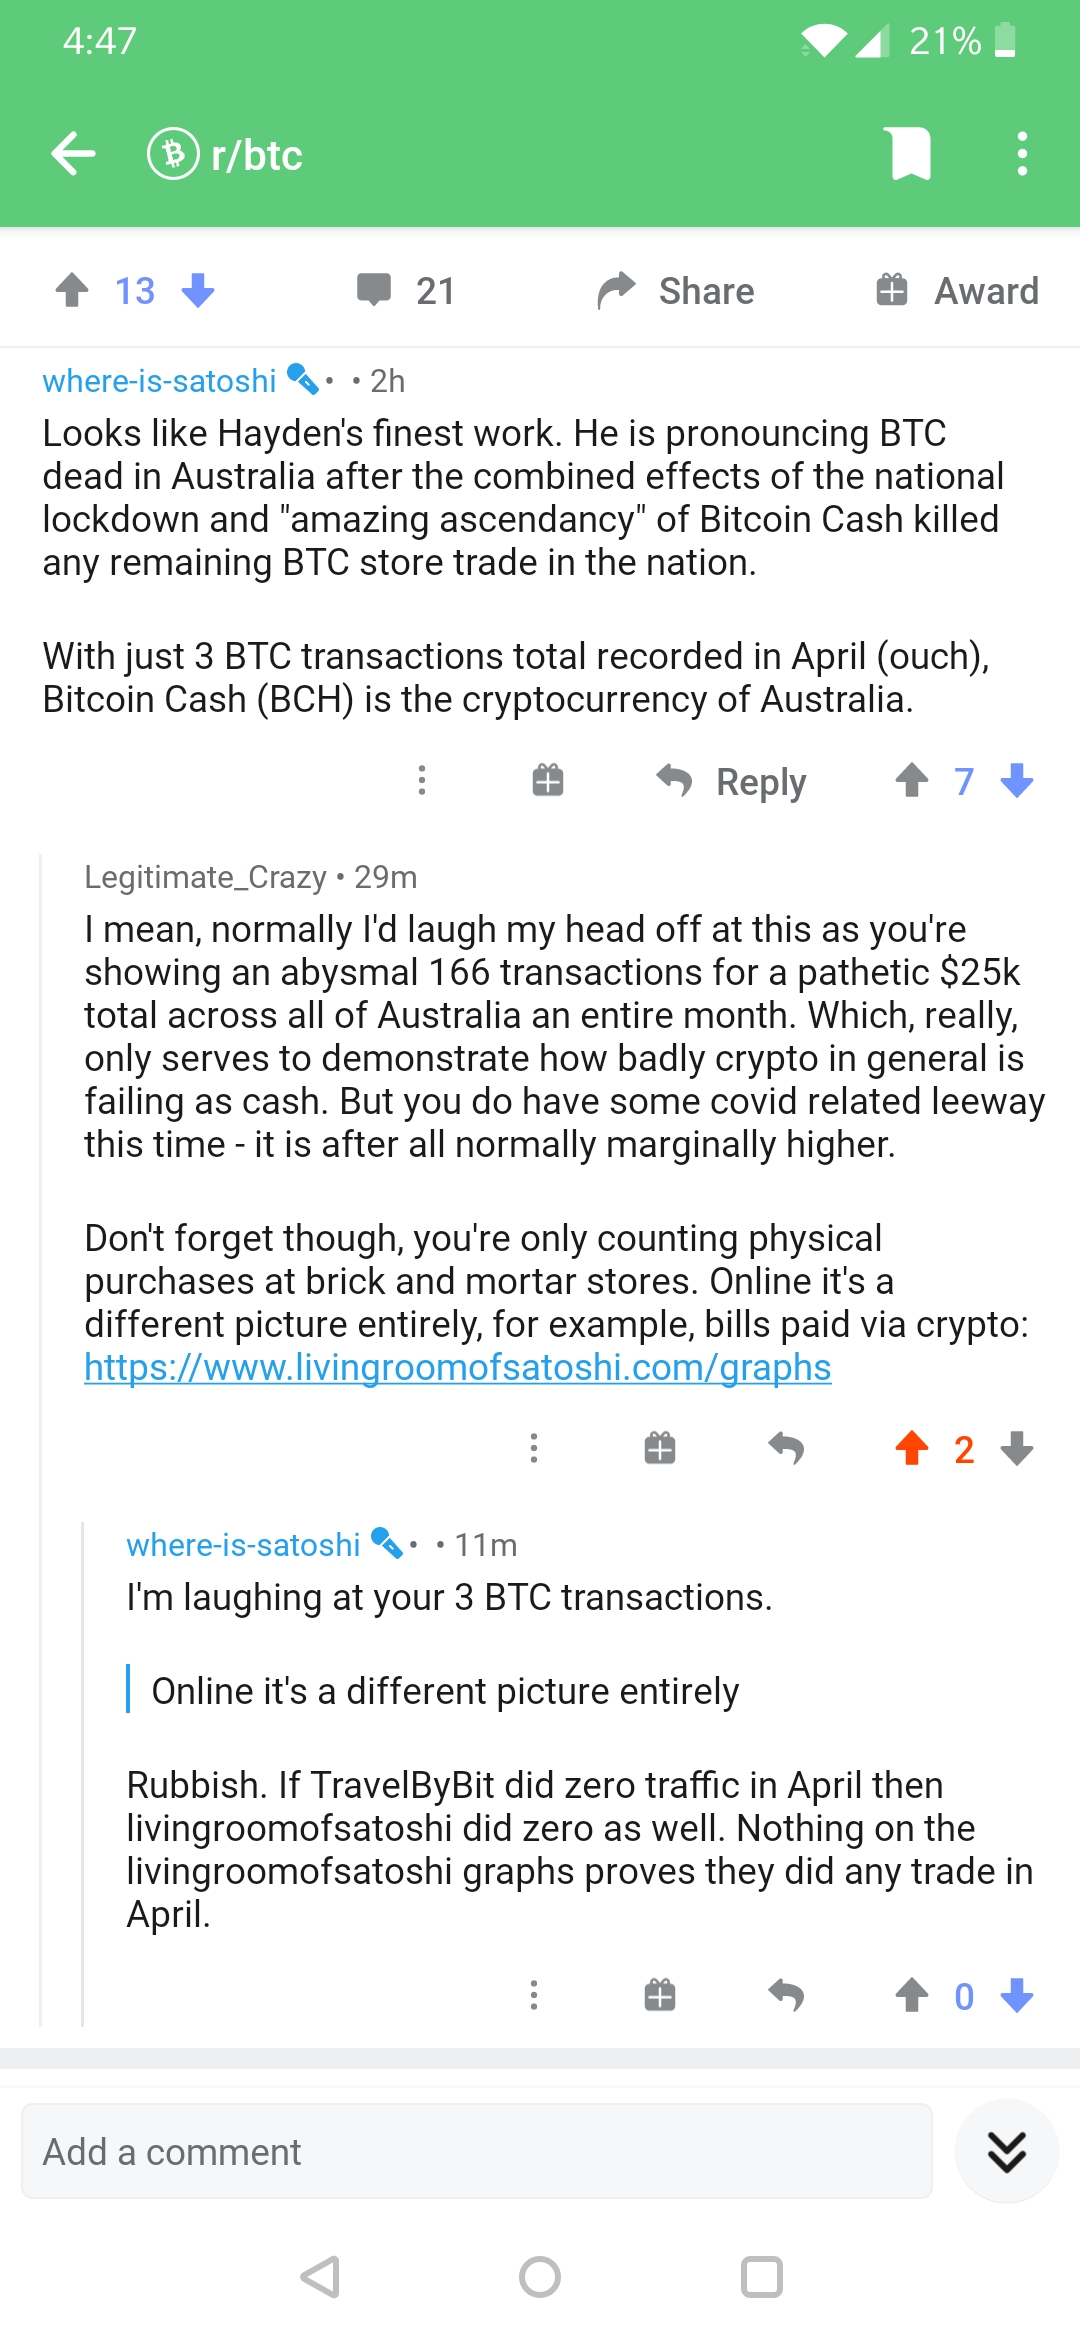 4:47
21%
r/btc
13
21
Share
Award
where-is-satoshi • • 2h
Looks like Hayden's finest work. He is pronouncing BTC
dead in Australia after the combined effects of the national
lockdown and "amazing ascendancy" of Bitcoin Cash killed
any remaining BTC store trade in the nation.
With just 3 BTC transactions total recorded in April (ouch),
Bitcoin Cash (BCH) is the cryptocurrency of Australia.
Reply
7
Legitimate_Crazy • 29m
I mean, normally I'd laugh my head off at this as you're
showing an abysmal 166 transactions for a pathetic $25k
total across all of Australia an entire month. Which, really,
only serves to demonstrate how badly crypto in general is
failing as cash. But you do have some covid related leeway
this time - it is after all normally marginally higher.
Don't forget though, you're only counting physical
purchases at brick and mortar stores. Online it's a
different picture entirely, for example, bills paid via crypto:
https://www.livingroomofsatoshi.com/graphs
2
where-is-satoshi • • 11m
I'm laughing at your 3 BTC transactions.
Online it's a different picture entirely
Rubbish. If TravelByBit did zero traffic in April then
livingroomofsatoshi did zero as well. Nothing on the
livingroomofsatoshi graphs proves they did any trade in
April.
0
Add a comment